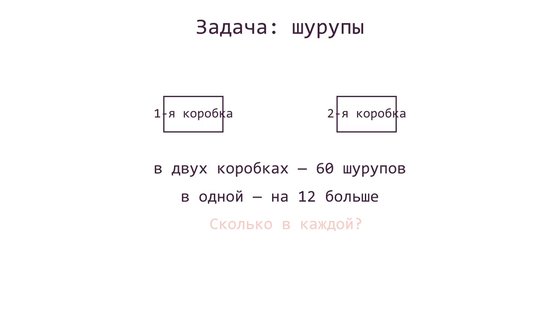 Задача: шурупы
1-я коробка
2-я коробка
в двух коробках — 60 шурупов
в одной — на 12 больше
Сколько в каждой?